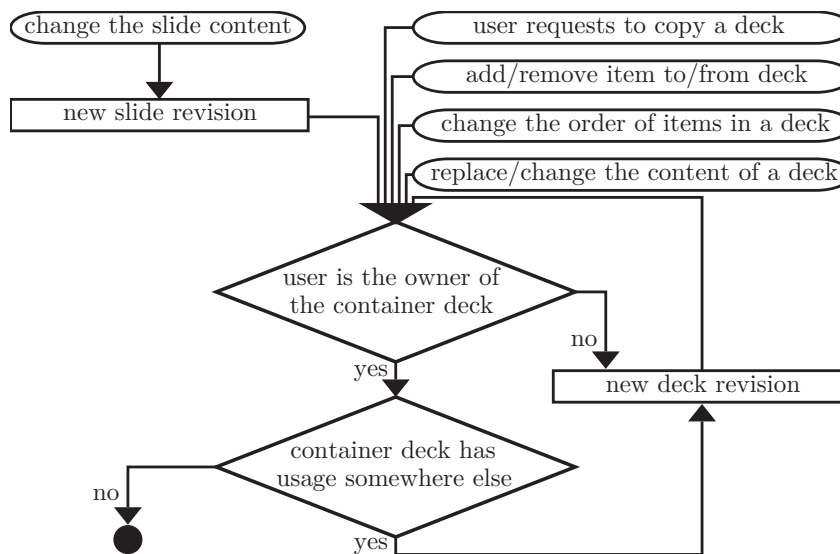 change the slide content
user requests to copy a deck
add/remove item to/from deck
new slide revision
change the order of items in a deck
replace/change the content of a deck
user is the owner of
the container deck
no
yes
new deck revision
container deck has
usage somewhere else
no
yes